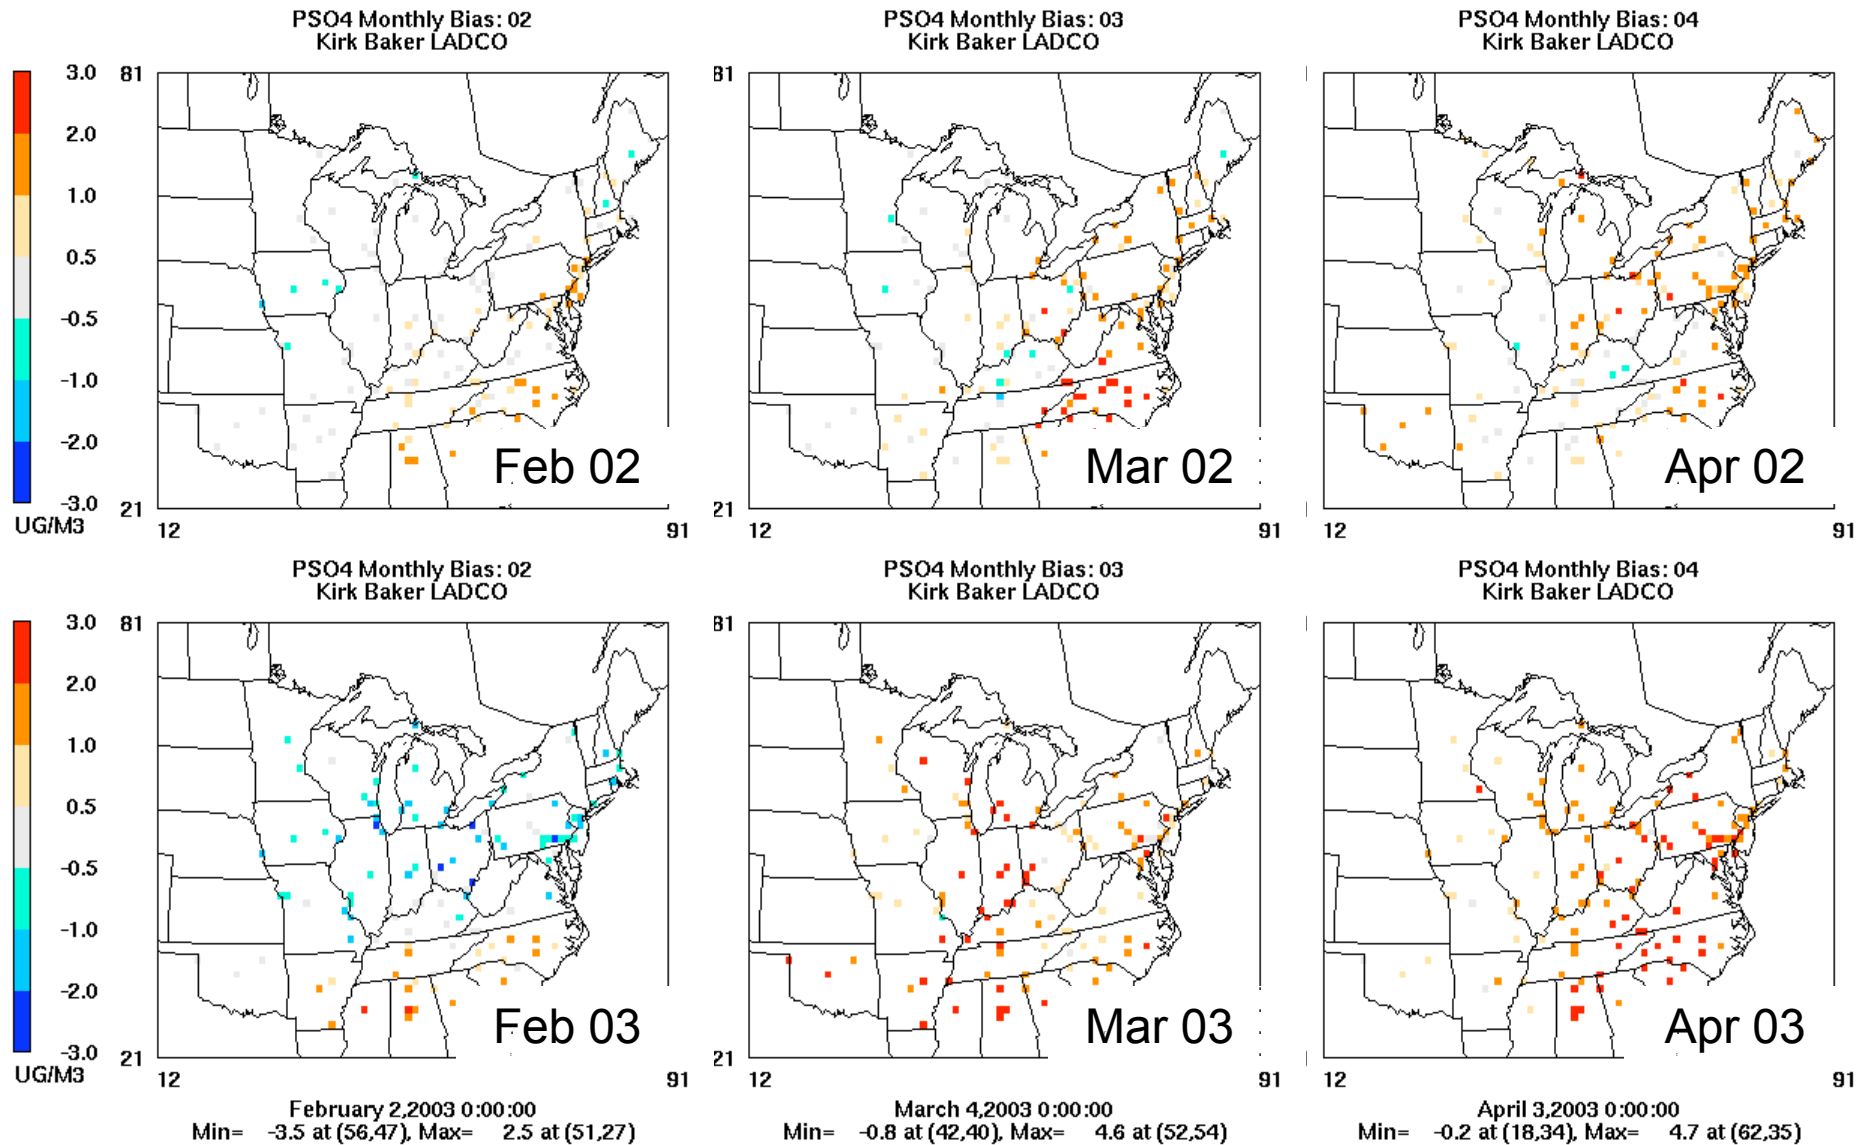 PSO4 Monthly Bias: 02
Kirk Baker LADCO
PSO4 Monthly Bias: 03
Kirk Baker LADCO
PSO4 Monthly Bias: 04
Kirk Baker LADCO
3.0
2.0
1.0
0.5
-0.5
-1.0
-2.0
-3.0
UG/M3
81
21
12
91
Feb 02
81
12
91
Mar 02
12
91
Apr 02
PSO4 Monthly Bias: 02
Kirk Baker LADCO
PSO4 Monthly Bias: 03
Kirk Baker LADCO
PSO4 Monthly Bias: 04
Kirk Baker LADCO
3.0
2.0
1.0
0.5
-0.5
-1.0
-2.0
-3.0
UG/M3
81
21
12
91
Feb 03
81
12
91
Mar 03
12
91
Apr 03
February 2,2003 0:00:00
Min= -3.5 at (56,47), Max= 2.5 at (51,27)
March 4,2003 0:00:00
Min= -0.8 at (42,40), Max= 4.6 at (52,54)
April 3,2003 0:00:00
Min= -0.2 at (18,34), Max= 4.7 at (62,35)